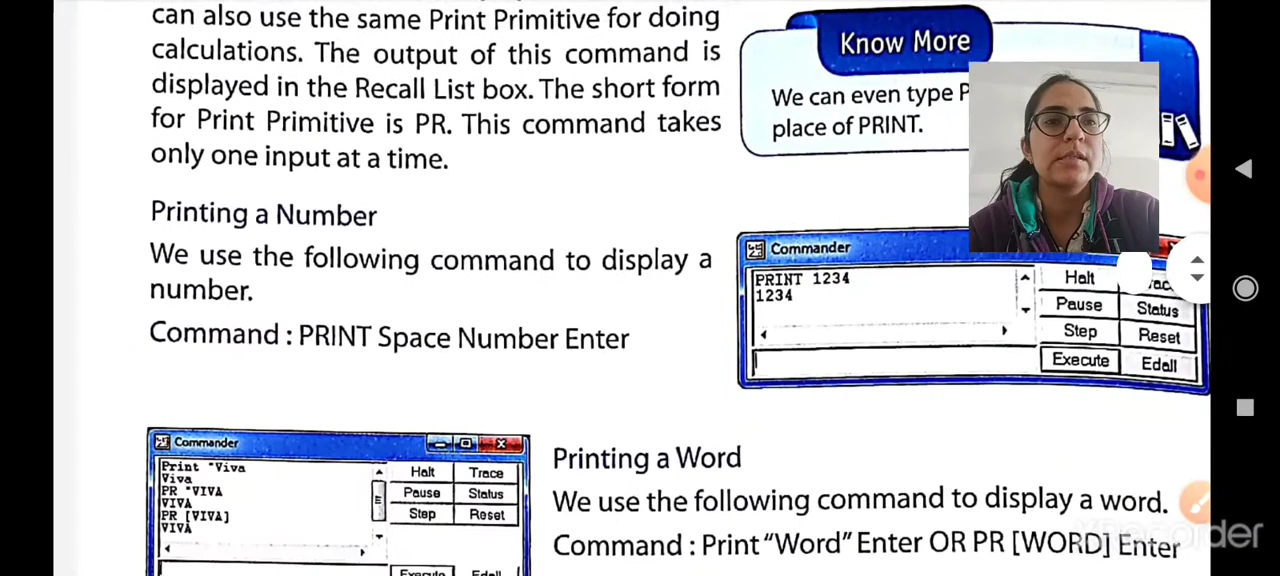 can also use the same Print Primitive for doing
calculations. The output of this command is
displayed in the Recall List box. The short form
for Print Primitive is PR. This command takes
only one input at a time.
Know More
We can even type P
place of PRINT.
Printing a Number
We use the following command to display a
number.
Command : PRINT Space Number Enter
Commander
PRINT 1234
1234
Halt
Pause
Status
Step
Reset
Execute
Edall
Commander
Print "Viva
Viva
PR "VIVA
VIVA
PR [VIVA]
VIVA
Halt
Trace
Pause
Status
Step
Reset
Execute
Edall
Printing a Word
We use the following command to display a word.
Command : Print "Word" Enter OR PR [WORD] Enter